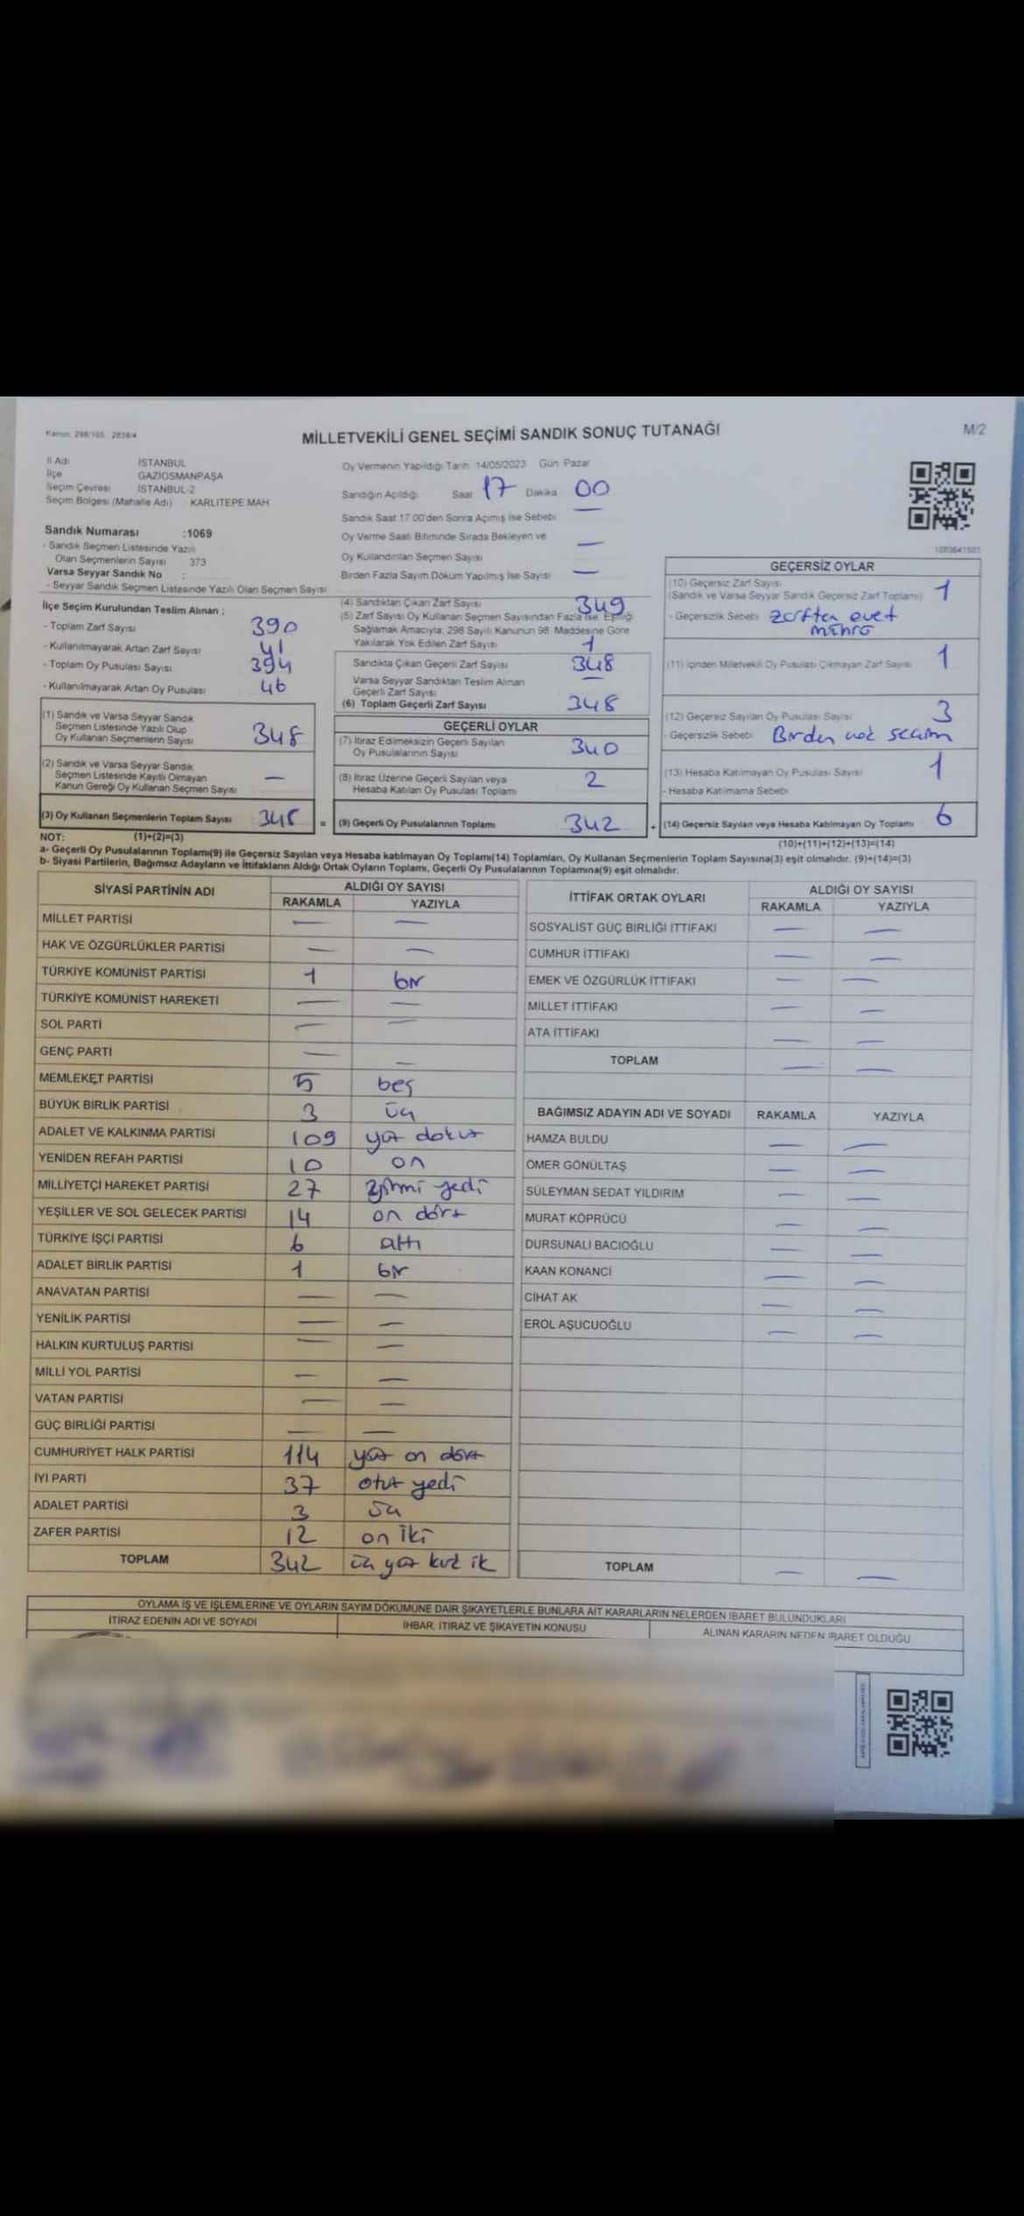 Kanun: 298/105, 2839/4
MİLLETVEKİLİ GENEL SEÇİMİ SANDIK SONUÇ TUTANAĞI
M/2
İl Adı : İSTANBUL
İlçe : GAZİOSMANPAŞA
Seçim Çevresi : İSTANBUL-2
Seçim Bölgesi (Mahalle Adı) : KARLITEPE MAH
Oy Vermenin Yapıldığı Tarih: 14/05/2023 Gün Pazar
Sandığın Açıldığı Saat 17 Dakika 00
Sandık Saat 17.00'den Sonra Açılmış İse Sebebi —
Oy Verme Saati Bitiminde Sırada Bekleyen ve
Oy Kullandırılan Seçmen Sayısı —
Birden Fazla Sayım Döküm Yapılmış İse Sayısı —
Sandık Numarası :1069
- Sandık Seçmen Listesinde Yazılı
Olan Seçmenlerin Sayısı 373
Varsa Seyyar Sandık No :
- Seyyar Sandık Seçmen Listesinde Yazılı Olan Seçmen Sayısı
İlçe Seçim Kurulundan Teslim Alınan :
- Toplam Zarf Sayısı 390
- Kullanılmayarak Artan Zarf Sayısı 41
- Toplam Oy Pusulası Sayısı 394
- Kullanılmayarak Artan Oy Pusulası 46
(1) Sandık ve Varsa Seyyar Sandık
Seçmen Listesinde Yazılı Olup
Oy Kullanan Seçmenlerin Sayısı 348
(2) Sandık ve Varsa Seyyar Sandık
Seçmen Listesinde Kayıtlı Olmayan
Kanun Gereği Oy Kullanan Seçmen Sayısı —
(3) Oy Kullanan Seçmenlerin Toplam Sayısı 348 =
(4) Sandıktan Çıkan Zarf Sayısı 349
(5) Zarf Sayısı Oy Kullanan Seçmen Sayısından Fazla İse, Eşitliği
Sağlamak Amacıyla, 298 Sayılı Kanunun 98. Maddesine Göre
Yakılarak Yok Edilen Zarf Sayısı 1
Sandıkta Çıkan Geçerli Zarf Sayısı 348
Varsa Seyyar Sandıktan Teslim Alınan
Geçerli Zarf Sayısı —
(6) Toplam Geçerli Zarf Sayısı 348
GEÇERLİ OYLAR
(7) İtiraz Edilmeksizin Geçerli Sayılan
Oy Pusulalarının Sayısı 340
(8) İtiraz Üzerine Geçerli Sayılan veya
Hesaba Katılan Oy Pusulası Toplamı 2
(9) Geçerli Oy Pusulalarının Toplamı 342 +
GEÇERSİZ OYLAR
(10) Geçersiz Zarf Sayısı 1
(Sandık ve Varsa Seyyar Sandık Geçersiz Zarf Toplamı)
- Geçersizlik Sebebi zarftan evet
mührü
(11) İçinden Milletvekili Oy Pusulası Çıkmayan Zarf Sayısı 1
(12) Geçersiz Sayılan Oy Pusulası Sayısı 3
- Geçersizlik Sebebi Birden çok seçim
(13) Hesaba Katılmayan Oy Pusulası Sayısı 1
- Hesaba Katılmama Sebebi
(14) Geçersiz Sayılan veya Hesaba Katılmayan Oy Toplamı 6
NOT: (1)+(2)=(3)
(10)+(11)+(12)+(13)=(14)
a- Geçerli Oy Pusulalarının Toplamı(9) ile Geçersiz Sayılan veya Hesaba katılmayan Oy Toplamı(14) Toplamları, Oy Kullanan Seçmenlerin Toplam Sayısına(3) eşit olmalıdır. (9)+(14)=(3)
b- Siyasi Partilerin, Bağımsız Adayların ve İttifakların Aldığı Ortak Oyların Toplamı, Geçerli Oy Pusulalarının Toplamına(9) eşit olmalıdır.
SİYASİ PARTİNİN ADI ALDIĞI OY SAYISI
RAKAMLA YAZIYLA
MİLLET PARTİSİ — —
HAK VE ÖZGÜRLÜKLER PARTİSİ — —
TÜRKİYE KOMÜNİST PARTİSİ 1 bir
TÜRKİYE KOMÜNİST HAREKETİ — —
SOL PARTİ — —
GENÇ PARTİ — —
MEMLEKET PARTİSİ 5 beş
BÜYÜK BİRLİK PARTİSİ 3 üç
ADALET VE KALKINMA PARTİSİ 109 yüz dokuz
YENİDEN REFAH PARTİSİ 10 on
MİLLİYETÇİ HAREKET PARTİSİ 27 yirmi yedi
YEŞİLLER VE SOL GELECEK PARTİSİ 14 on dört
TÜRKİYE İŞÇİ PARTİSİ 6 altı
ADALET BİRLİK PARTİSİ 1 bir
ANAVATAN PARTİSİ — —
YENİLİK PARTİSİ — —
HALKIN KURTULUŞ PARTİSİ — —
MİLLİ YOL PARTİSİ — —
VATAN PARTİSİ — —
GÜÇ BİRLİĞİ PARTİSİ — —
CUMHURİYET HALK PARTİSİ 114 yüz on dört
İYİ PARTİ 37 otuz yedi
ADALET PARTİSİ 3 üç
ZAFER PARTİSİ 12 on iki
TOPLAM 342 üç yüz kırk iki
İTTİFAK ORTAK OYLARI ALDIĞI OY SAYISI
RAKAMLA YAZIYLA
SOSYALİST GÜÇ BİRLİĞİ İTTİFAKI — —
CUMHUR İTTİFAKI — —
EMEK VE ÖZGÜRLÜK İTTİFAKI — —
MİLLET İTTİFAKI — —
ATA İTTİFAKI — —
TOPLAM — —
BAĞIMSIZ ADAYIN ADI VE SOYADI RAKAMLA YAZIYLA
HAMZA BULDU — —
ÖMER GÖNÜLTAŞ — —
SÜLEYMAN SEDAT YILDIRIM — —
MURAT KÖPRÜCÜ — —
DURSUNALİ BACIOĞLU — —
KAAN KONANCI — —
CİHAT AK — —
EROL AŞUCUOĞLU — —
TOPLAM — —
OYLAMA İŞ VE İŞLEMLERİNE VE OYLARIN SAYIM DÖKÜMÜNE DAİR ŞİKAYETLERLE BUNLARA AİT KARARLARIN NELERDEN İBARET BULUNDUKLARI
İTİRAZ EDENİN ADI VE SOYADI
İHBAR, İTİRAZ VE ŞİKAYETİN KONUSU
ALINAN KARARIN NEDEN İBARET OLDUĞU